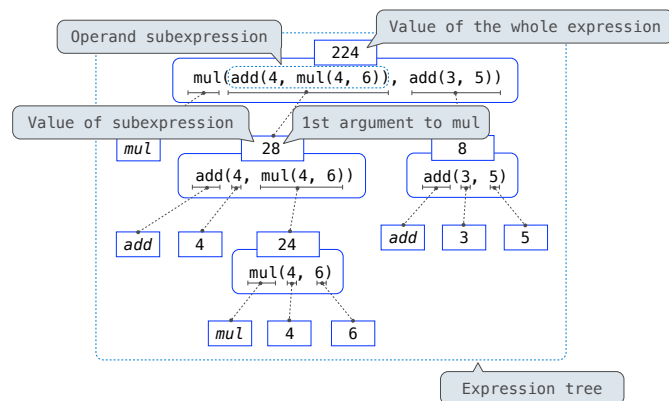 Value of the whole expression
Operand subexpression
224
mul(add(4, mul(4, 6)), add(3, 5))
Value of subexpression
1st argument to mul
mul
28
8
add(4, mul(4, 6))
add(3, 5)
add
4
24
add
3
5
mul(4, 6)
mul
4
6
Expression tree